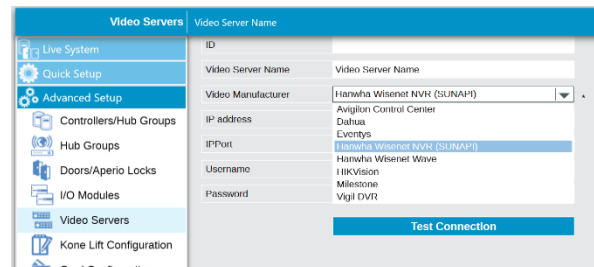 Video Servers Video Server Name
Live System
Quick Setup
Advanced Setup
Controllers/Hub Groups
Hub Groups
Doors/Aperio Locks
I/O Modules
Video Servers
Kone Lift Configuration
ID
Video Server Name Video Server Name
Video Manufacturer Hanwha Wisenet NVR (SUNAPI)
IP address
IPPort
Username
Password
Avigilon Control Center
Dahua
Eventys
Hanwha Wisenet NVR (SUNAPI)
Hanwha Wisenet Wave
HIKVision
Milestone
Vigil DVR
Test Connection